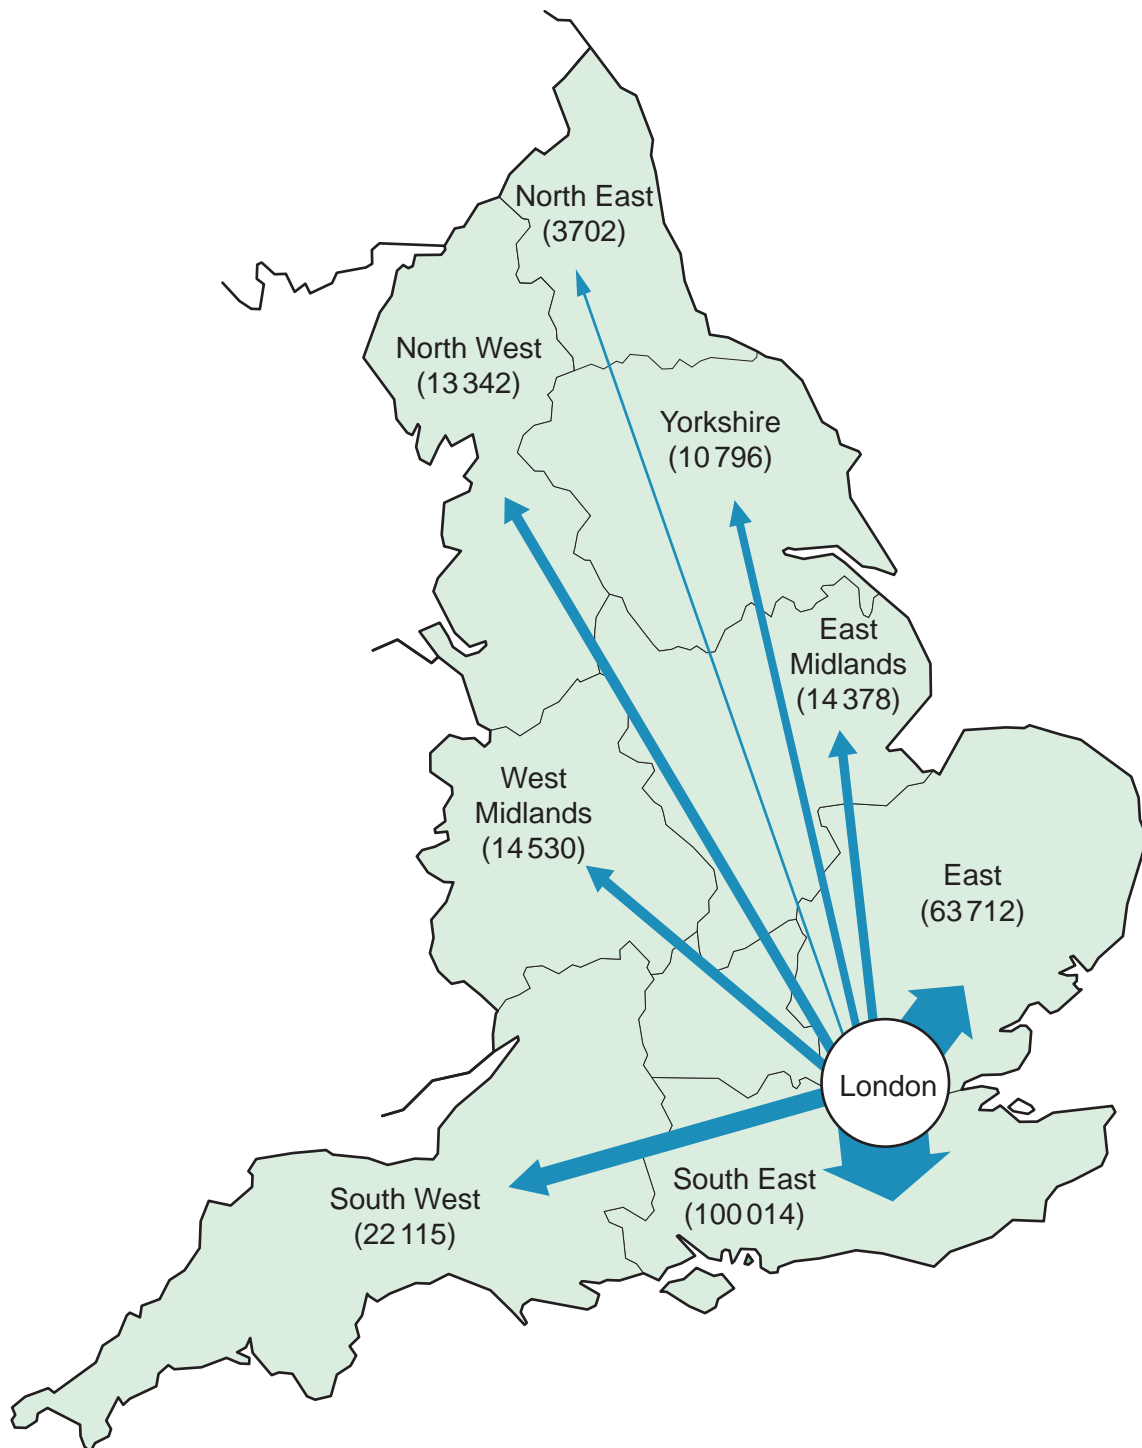 North East
(3702)
North West
(13 342)
Yorkshire
(10 796)
East
Midlands
(14 378)
West
Midlands
(14 530)
East
(63 712)
London
South West
(22 115)
South East
(100 014)